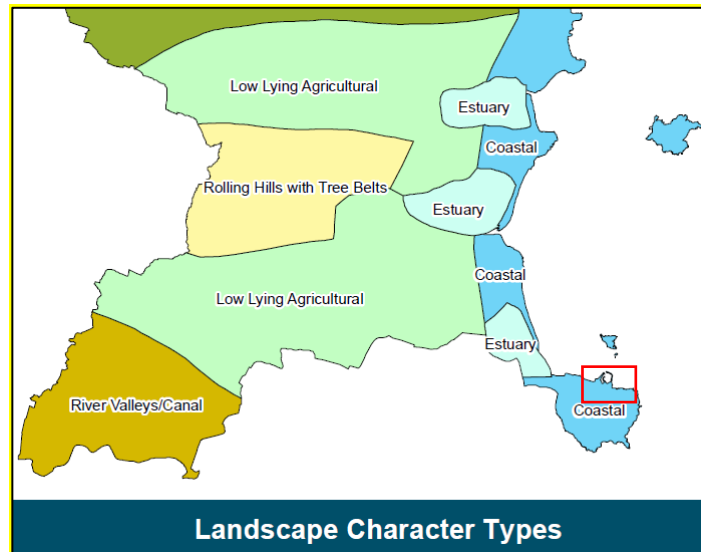 Low Lying Agricultural
Estuary
Coastal
Rolling Hills with Tree Belts
Estuary
Coastal
Low Lying Agricultural
Estuary
River Valleys/Canal
Coastal
Landscape Character Types